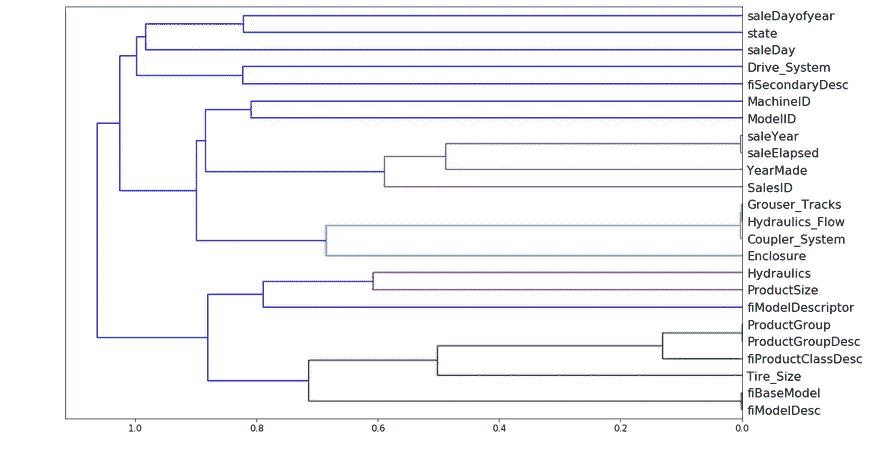 saleDayofyear
state
saleDay
Drive_System
fiSecondaryDesc
MachineID
ModelID
saleYear
saleElapsed
YearMade
SalesID
Grouser_Tracks
Hydraulics_Flow
Coupler_System
Enclosure
Hydraulics
ProductSize
fiModelDescriptor
ProductGroup
ProductGroupDesc
fiProductClassDesc
Tire_Size
fiBaseModel
fiModelDesc
1.0 0.8 0.6 0.4 0.2 0.0